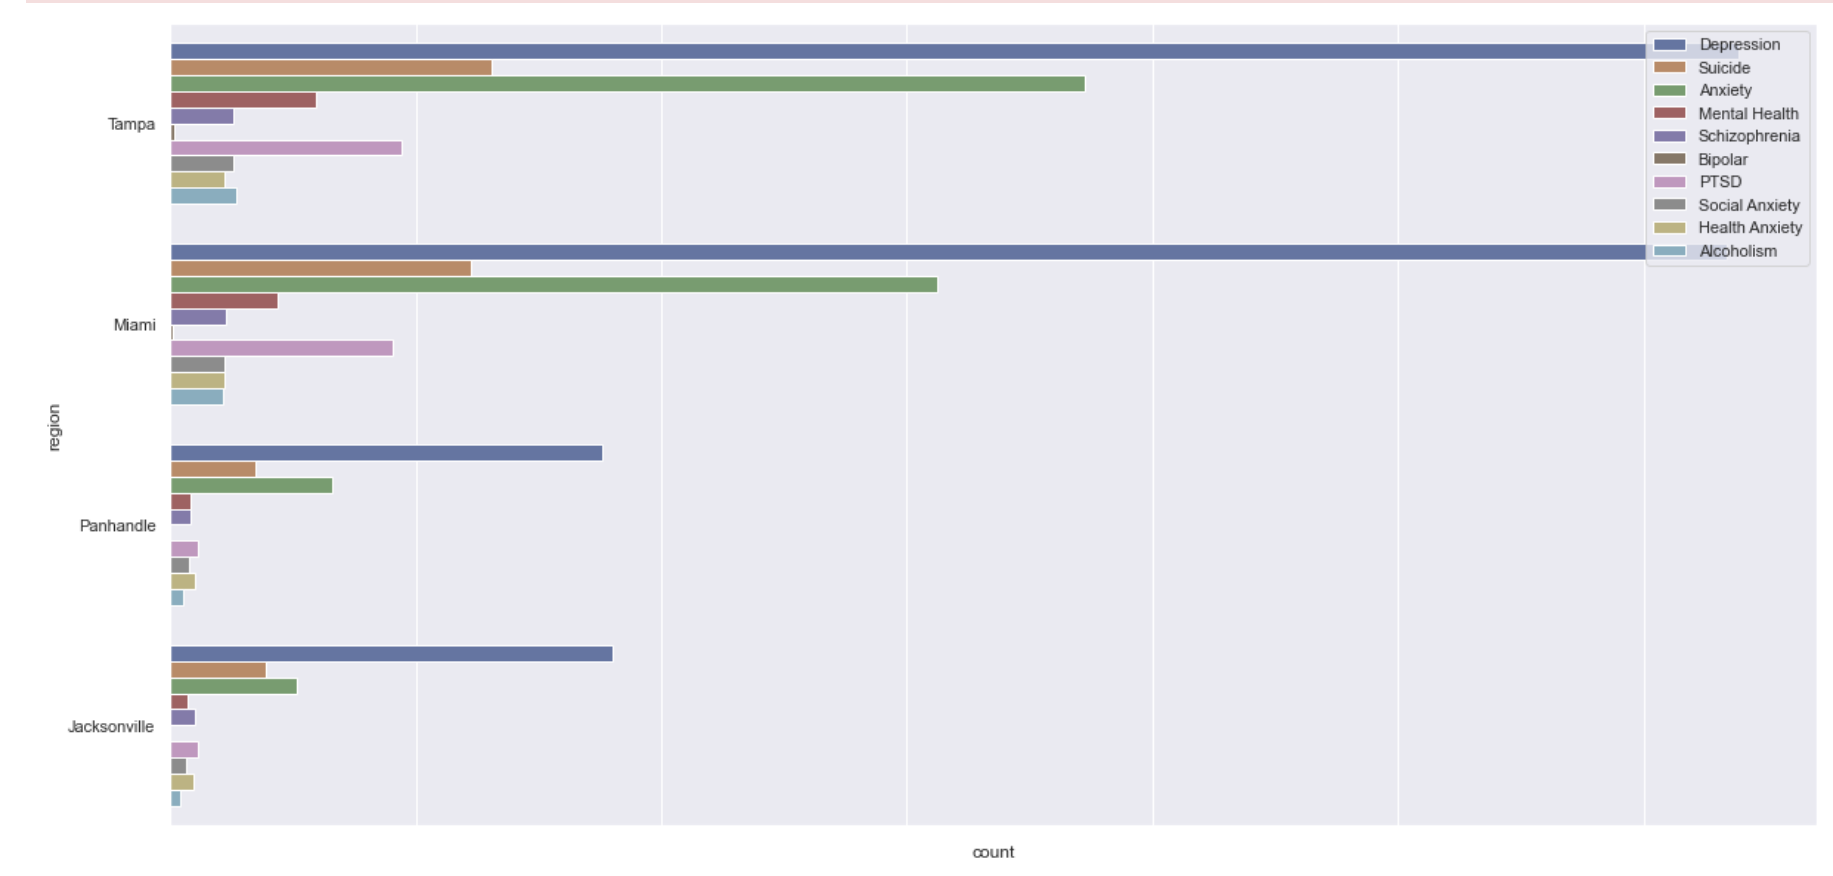 Depression
Suicide
Anxiety
Mental Health
Schizophrenia
Bipolar
PTSD
Social Anxiety
Health Anxiety
Alcoholism
Tampa
Miami
region
Panhandle
Jacksonville
count